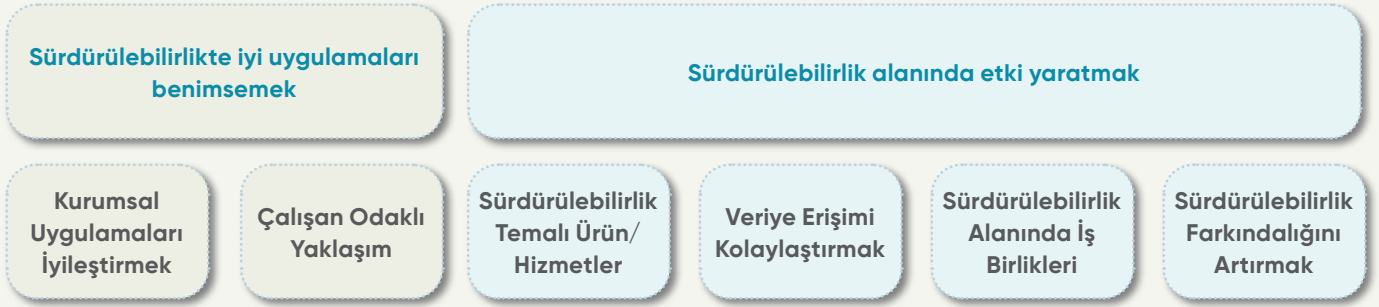 Sürdürülebilirlikte iyi uygulamaları
benimsemek
Sürdürülebilirlik alanında etki yaratmak
Kurumsal
Uygulamaları
İyileştirmek
Çalışan Odaklı
Yaklaşım
Sürdürülebilirlik
Temalı Ürün/
Hizmetler
Veriye Erişimi
Kolaylaştırmak
Sürdürülebilirlik
Alanında İş
Birlikleri
Sürdürülebilirlik
Farkındalığını
Artırmak